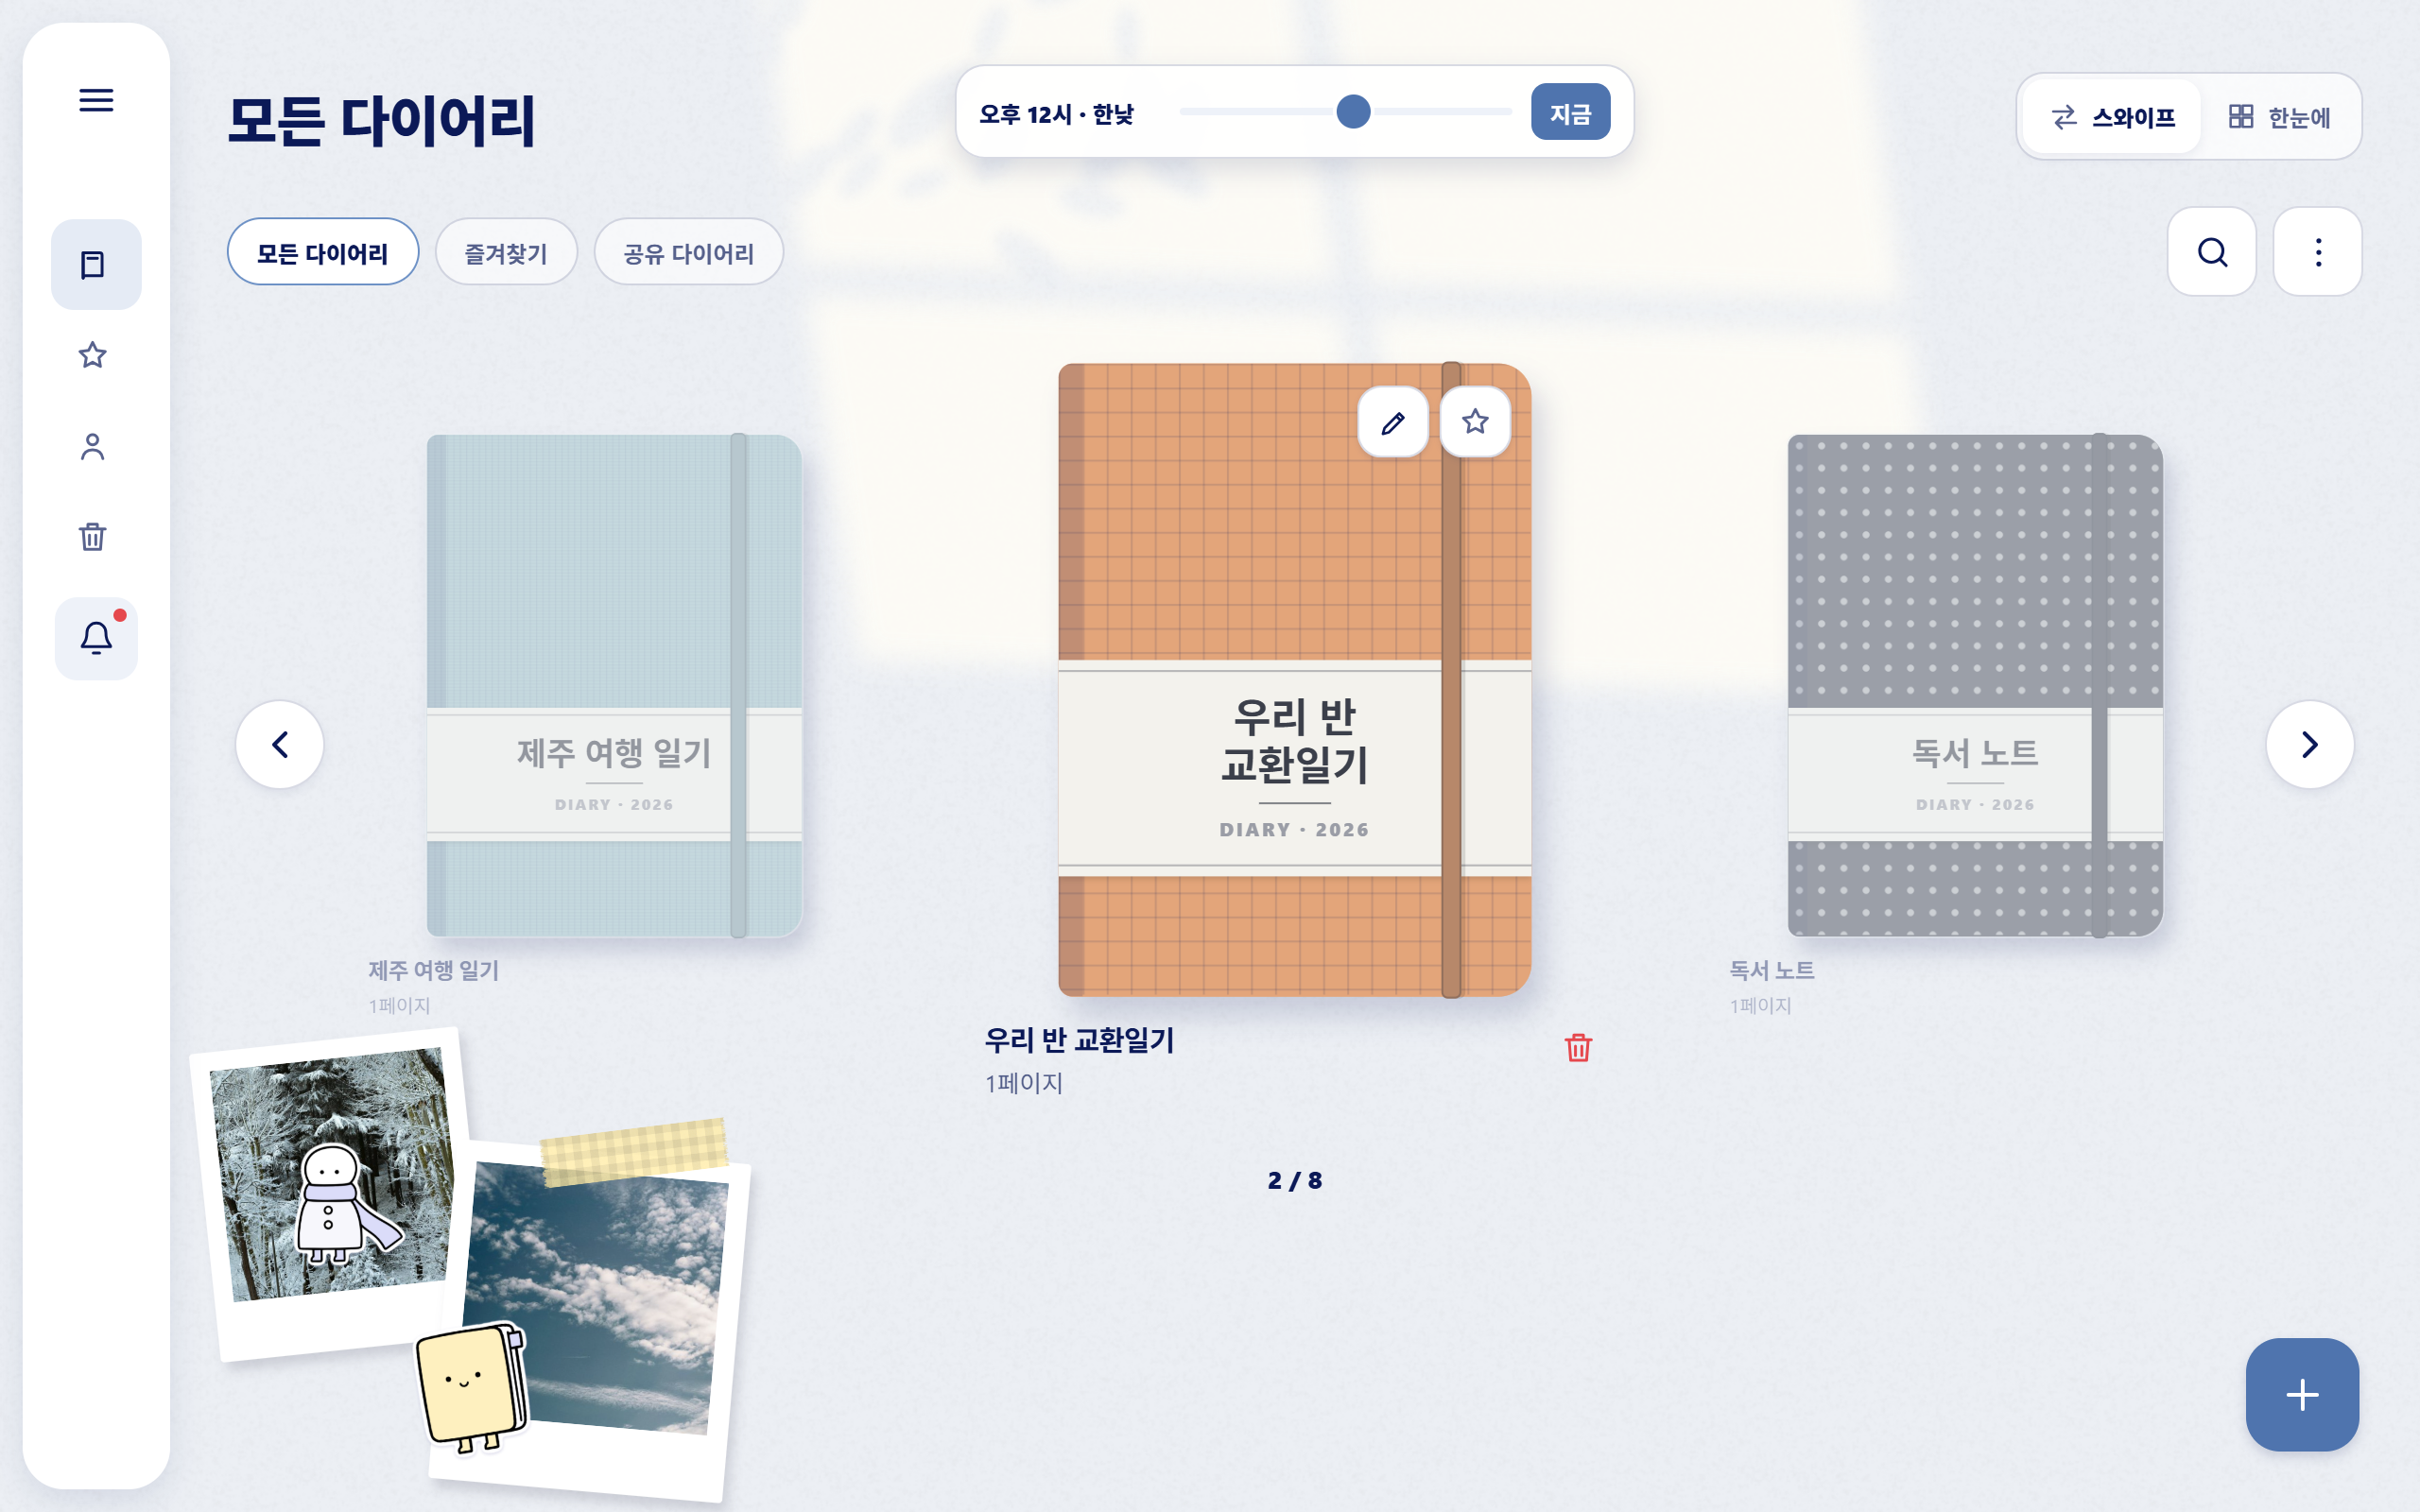 모든 다이어리
오후 12시 · 한낮
지금
스와이프
한눈에
모든 다이어리
즐겨찾기
공유 다이어리
제주 여행 일기
DIARY · 2026
우리 반
교환일기
DIARY · 2026
독서 노트
DIARY · 2026
제주 여행 일기
1페이지
우리 반 교환일기
1페이지
독서 노트
1페이지
2 / 8